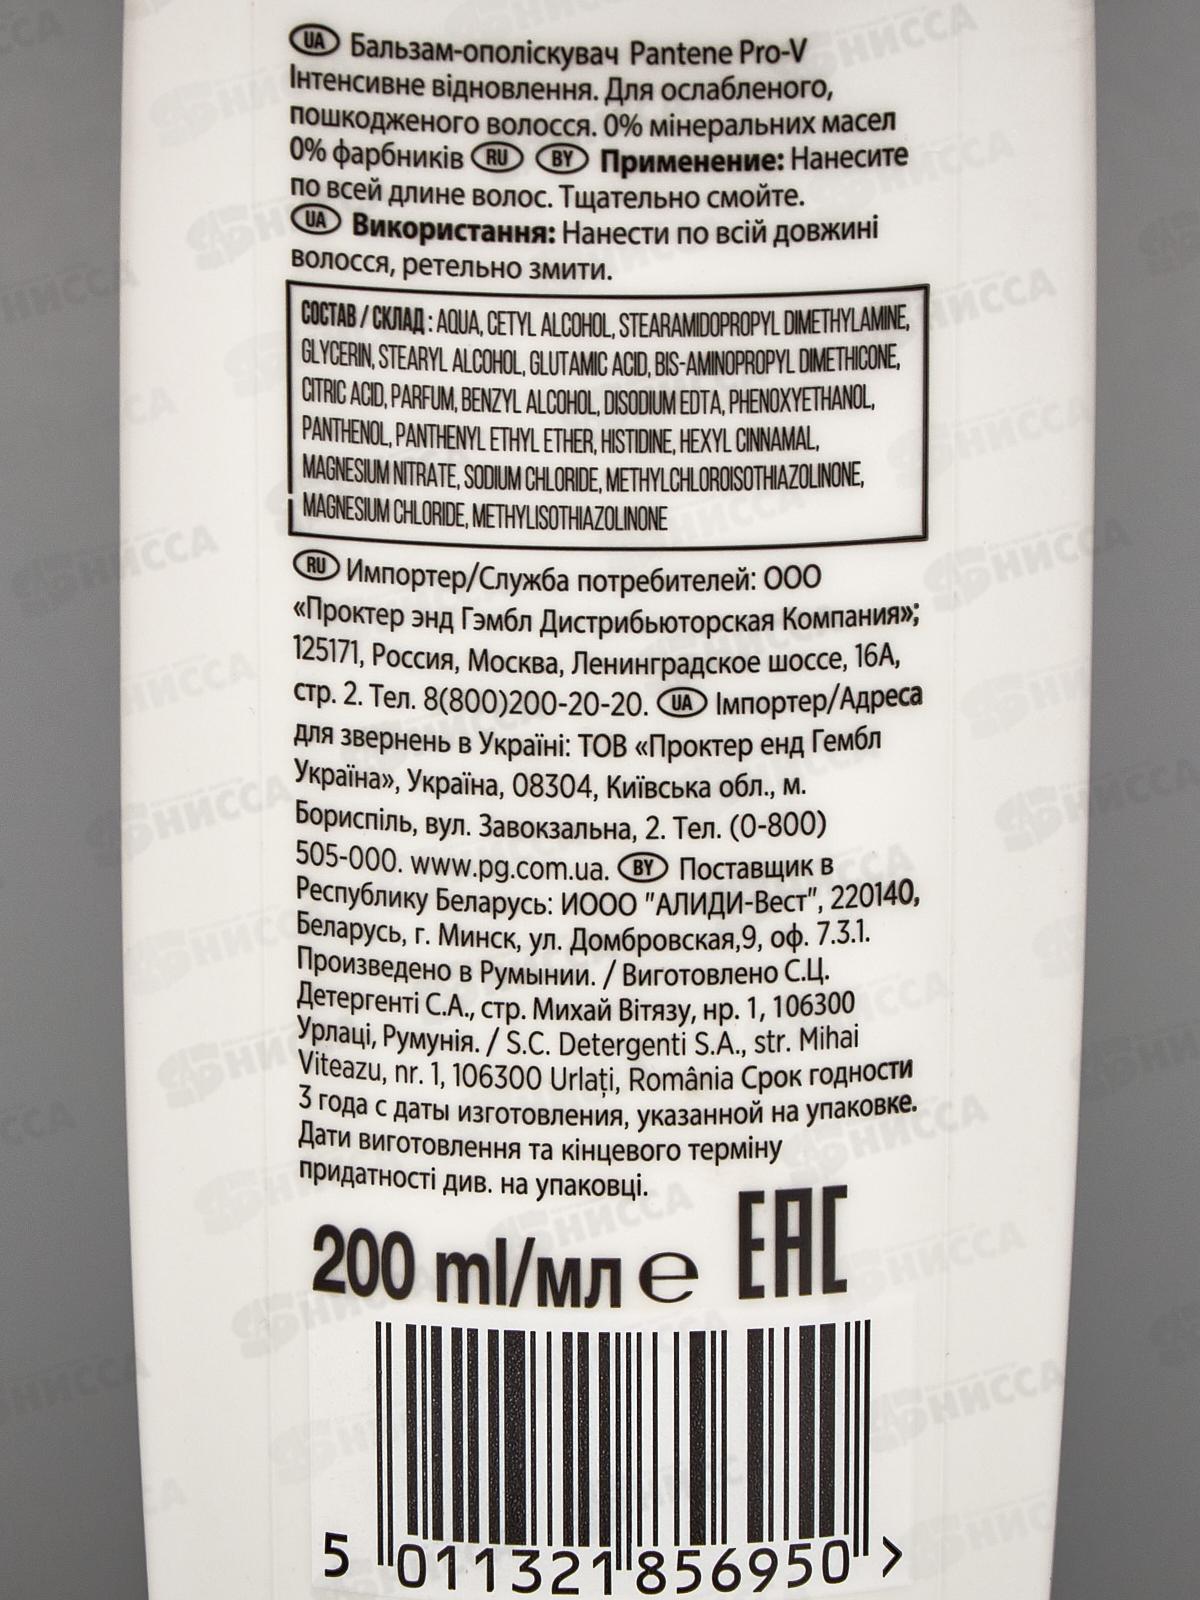 UA Бальзам-ополіскувач Pantene Pro-V
Інтенсивне відновлення. Для ослабленого,
пошкодженого волосся. 0% мінеральних масел
0% фарбників RU BY Применение: Нанесите
по всей длине волос. Тщательно смойте.
UA Використання: Нанести по всій довжині
волосся, ретельно змити.
СОСТАВ / СКЛАД : AQUA, CETYL ALCOHOL, STEARAMIDOPROPYL DIMETHYLAMINE,
GLYCERIN, STEARYL ALCOHOL, GLUTAMIC ACID, BIS-AMINOPROPYL DIMETHICONE,
CITRIC ACID, PARFUM, BENZYL ALCOHOL, DISODIUM EDTA, PHENOXYETHANOL,
PANTHENOL, PANTHENYL ETHYL ETHER, HISTIDINE, HEXYL CINNAMAL,
MAGNESIUM NITRATE, SODIUM CHLORIDE, METHYLCHLOROISOTHIAZOLINONE,
MAGNESIUM CHLORIDE, METHYLISOTHIAZOLINONE
RU Импортер/Служба потребителей: ООО
«Проктер энд Гэмбл Дистрибьюторская Компания»;
125171, Россия, Москва, Ленинградское шоссе, 16А,
стр. 2. Тел. 8(800)200-20-20. UA Імпортер/Адреса
для звернень в Україні: ТОВ «Проктер енд Гембл
Україна», Україна, 08304, Київська обл., м.
Бориспіль, вул. Завокзальна, 2. Тел. (0-800)
505-000. www.pg.com.ua. BY Поставщик в
Республику Беларусь: ИООО "АЛИДИ-Вест", 220140,
Беларусь, г. Минск, ул. Домбровская,9, оф. 7.3.1.
Произведено в Румынии. / Виготовлено С.Ц.
Детергенті С.А., стр. Михай Вітязу, нр. 1, 106300
Урлаці, Румунія. / S.C. Detergenti S.A., str. Mihai
Viteazu, nr. 1, 106300 Urlați, România Срок годности
3 года с даты изготовления, указанной на упаковке.
Дати виготовлення та кінцевого терміну
придатності див. на упаковці.
200 ml/мл e EAC
5 011321 856950 >